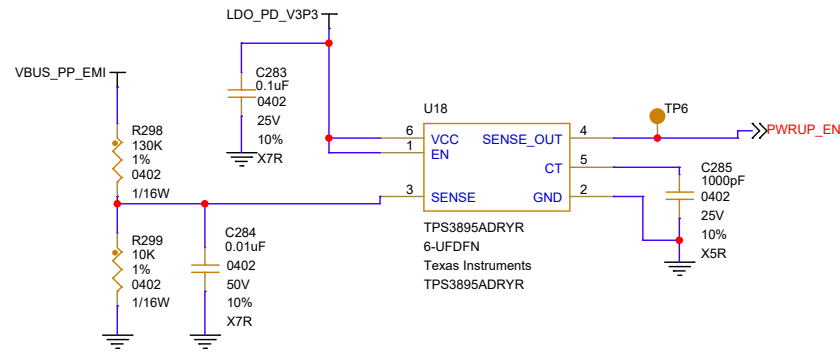 LDO_PD_V3P3
VBUS_PP_EMI
C283
0.1uF
0402
25V
10%
X7R
R298
130K
1%
0402
1/16W
U18
6
VCC
SENSE_OUT
4
1
EN
5
CT
3
SENSE
GND
2
TP6
PWRUP_EN
C285
1000pF
0402
25V
10%
X5R
R299
10K
1%
0402
1/16W
C284
0.01uF
0402
50V
10%
X7R
TPS3895ADRYR
6-UFDFN
Texas Instruments
TPS3895ADRYR